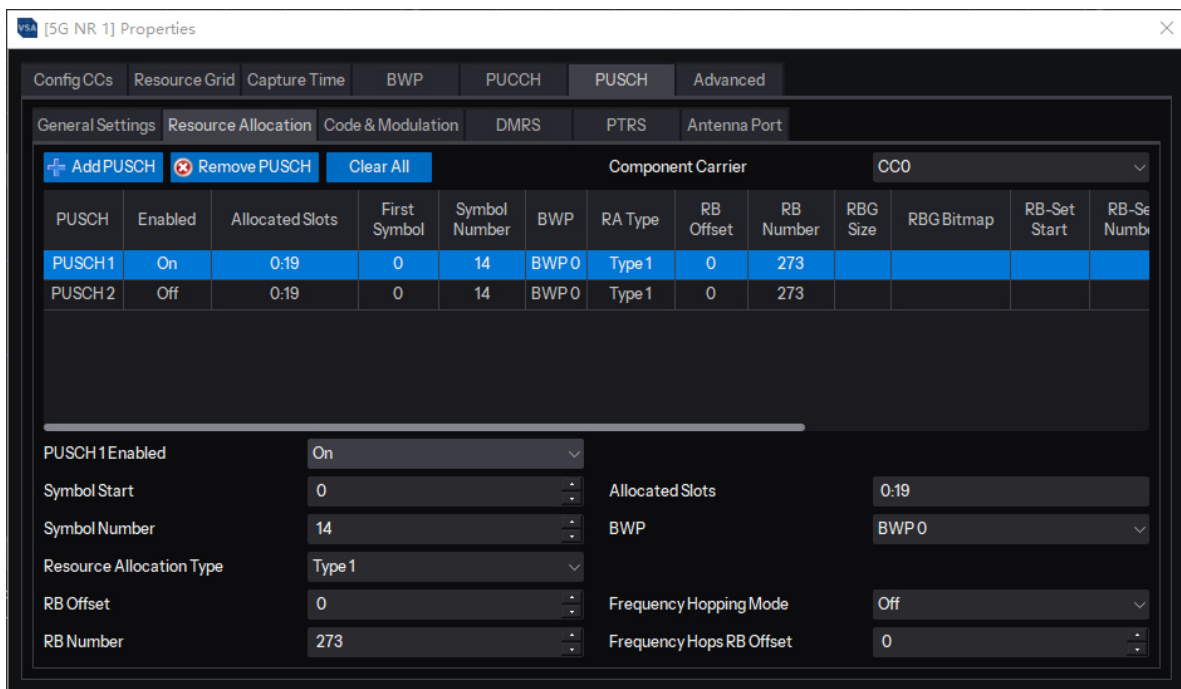 VSA [5G NR 1] Properties
Config CCs Resource Grid Capture Time BWP PUCCH PUSCH Advanced
General Settings Resource Allocation Code & Modulation DMRS PTRS Antenna Port
Add PUSCH Remove PUSCH Clear All Component Carrier CC0
PUSCH Enabled Allocated Slots First Symbol Symbol Number BWP RA Type RB Offset RB Number RBG Size RBG Bitmap RB-Set Start RB-Se Numbe
PUSCH 1 On 0:19 0 14 BWP 0 Type 1 0 273
PUSCH 2 Off 0:19 0 14 BWP 0 Type 1 0 273
PUSCH 1 Enabled On
Symbol Start 0 Allocated Slots 0:19
Symbol Number 14 BWP BWP 0
Resource Allocation Type Type 1
RB Offset 0 Frequency Hopping Mode Off
RB Number 273 Frequency Hops RB Offset 0